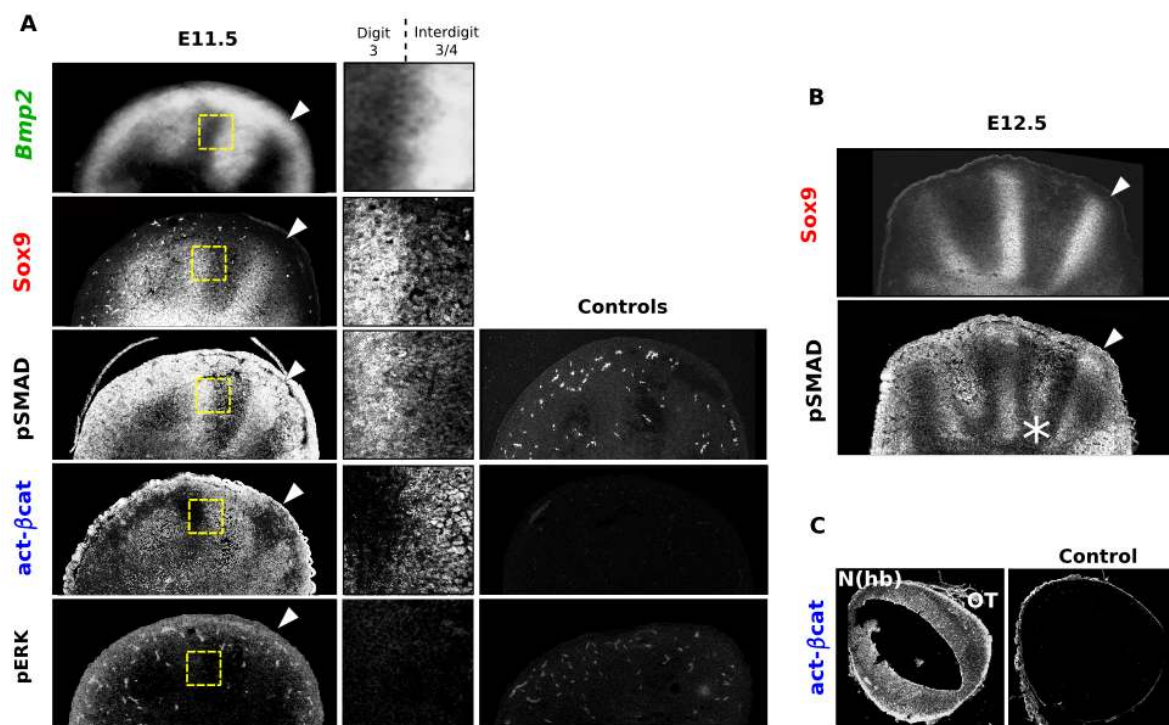 A
E11.5
Digit
3
Interdigit
3/4
Bmp2
Sox9
pSMAD
Controls
act-βcat
pERK
B
E12.5
Sox9
pSMAD
*
C
Control
act-βcat
N(hb)
OT